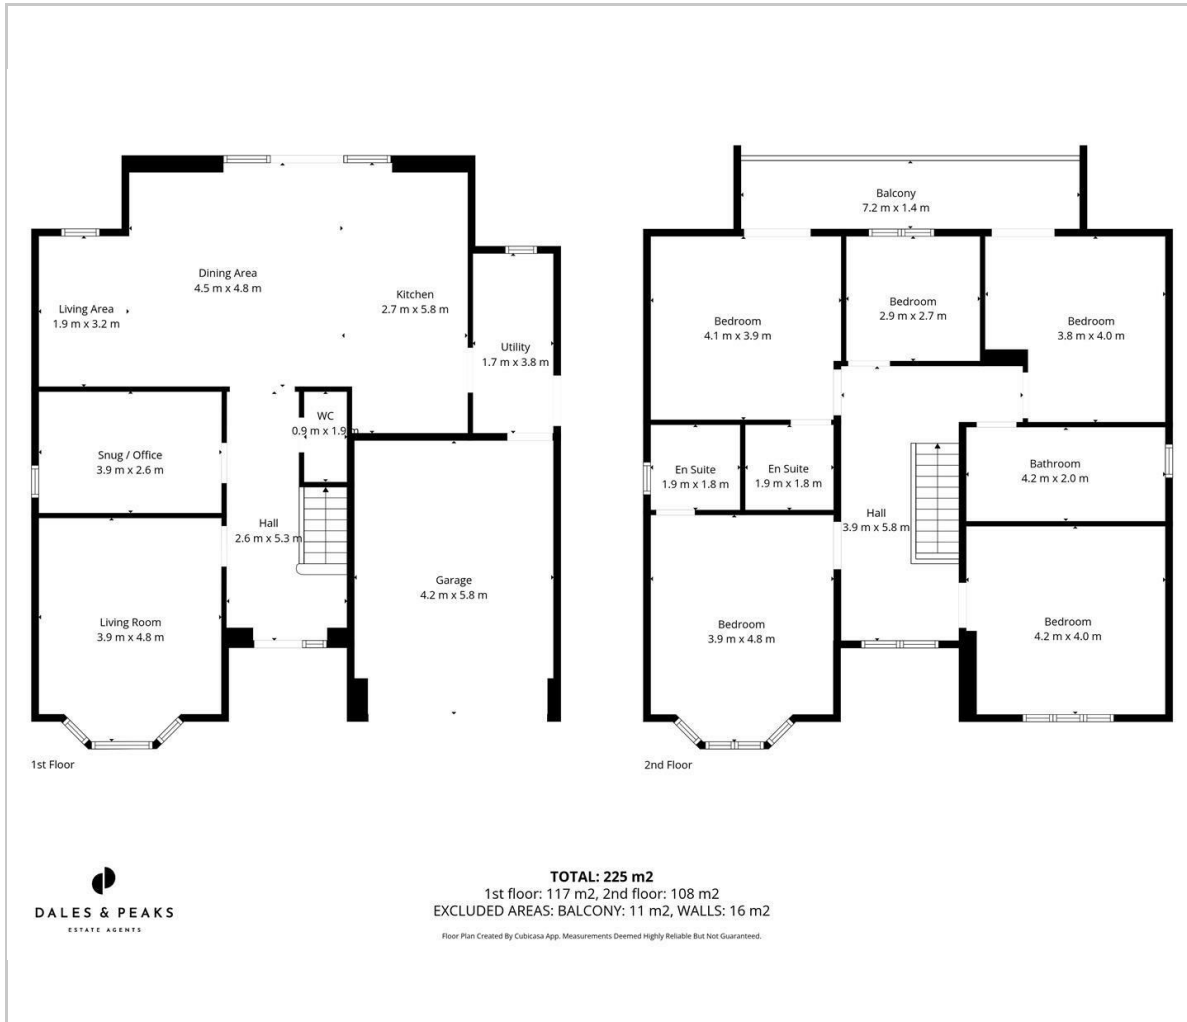 Dining Area
4.5 m x 4.8 m
Living Area
1.9 m x 3.2 m
Kitchen
2.7 m x 5.8 m
Utility
1.7 m x 3.8 m
WC
0.9 m x 1.9 m
Snug / Office
3.9 m x 2.6 m
Hall
2.6 m x 5.3 m
Garage
4.2 m x 5.8 m
Living Room
3.9 m x 4.8 m
1st Floor
Balcony
7.2 m x 1.4 m
Bedroom
4.1 m x 3.9 m
Bedroom
2.9 m x 2.7 m
Bedroom
3.8 m x 4.0 m
En Suite
1.9 m x 1.8 m
En Suite
1.9 m x 1.8 m
Bathroom
4.2 m x 2.0 m
Hall
3.9 m x 5.8 m
Bedroom
3.9 m x 4.8 m
Bedroom
4.2 m x 4.0 m
2nd Floor
DALES & PEAKS
ESTATE AGENTS
TOTAL: 225 m2
1st floor: 117 m2, 2nd floor: 108 m2
EXCLUDED AREAS: BALCONY: 11 m2, WALLS: 16 m2
Floor Plan Created By Cubicasa App. Measurements Deemed Highly Reliable But Not Guaranteed.